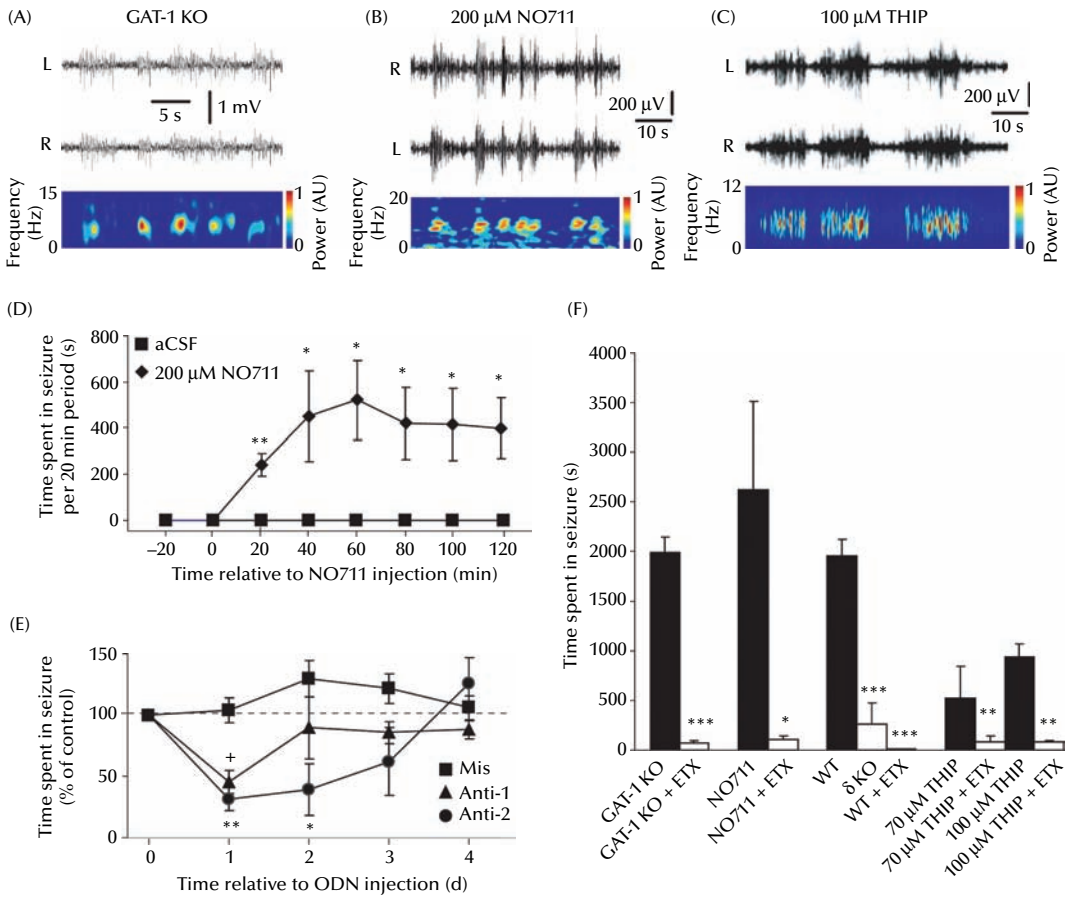 (A)
GAT-1 KO
L
5 s
1 mV
R
15
Frequency
(Hz)
0
1
0
Power (AU)
(B)
200 μM NO711
R
200 μV
10 s
L
20
Frequency
(Hz)
0
1
0
Power (AU)
(C)
100 μM THIP
L
200 μV
10 s
R
12
Frequency
(Hz)
0
1
0
Power (AU)
(D)
Time spent in seizure
per 20 min period (s)
800
600
400
200
0
aCSF
200 μM NO711
**
*
*
*
*
*
–20
0
20
40
60
80
100
120
Time relative to NO711 injection (min)
(E)
Time spent in seizure
(% of control)
150
100
50
0
+
**
*
Mis
Anti-1
Anti-2
0
1
2
3
4
Time relative to ODN injection (d)
(F)
Time spent in seizure (s)
4000
3500
3000
2500
2000
1500
1000
500
0
***
*
***
***
**
**
GAT-1 KO
GAT-1 KO + ETX
NO711
NO711 + ETX
WT
δ KO
WT + ETX
70 μM THIP
70 μM THIP + ETX
100 μM THIP
100 μM THIP + ETX